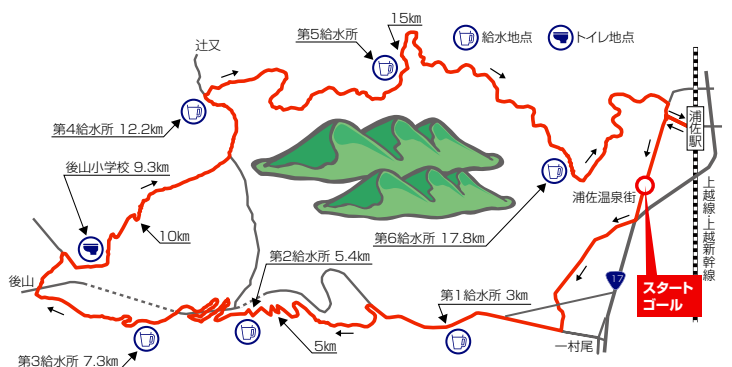 15km
第5給水所
給水地点
トイレ地点
辻又
第4給水所 12.2km
浦佐駅
後山小学校 9.3km
浦佐温泉街
上越線・上越新幹線
10km
第6給水所 17.8km
第2給水所 5.4km
後山
17
スタート
ゴール
第1給水所 3km
5km
一村尾
第3給水所 7.3km